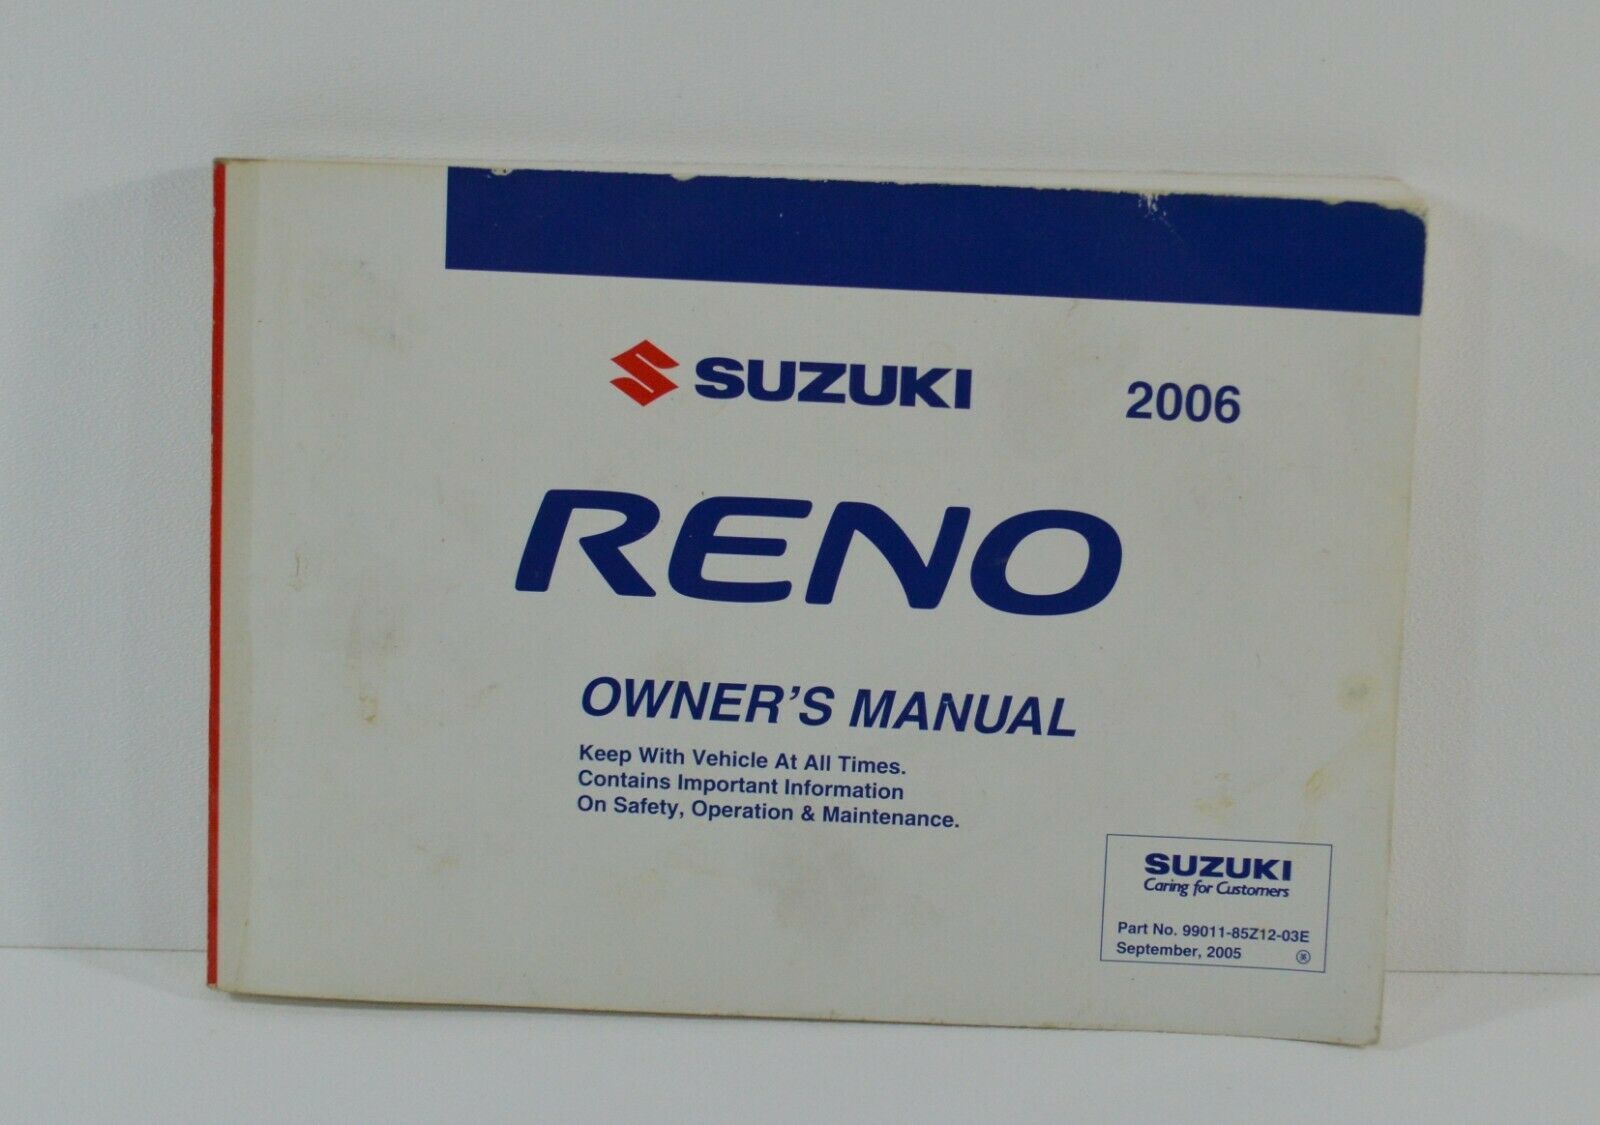 SUZUKI 2006
RENO
OWNER'S MANUAL
Keep With Vehicle At All Times.
Contains Important Information
On Safety, Operation & Maintenance.
SUZUKI
Caring for Customers
Part No. 99011-85Z12-03E
September, 2005